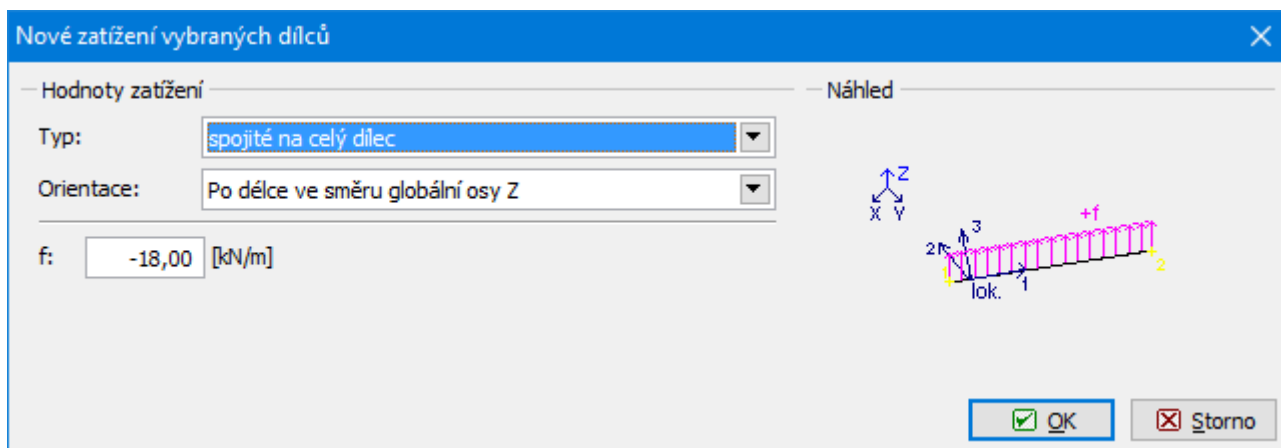 Nové zatížení vybraných dílců
Hodnoty zatížení
Typ: spojité na celý dílec
Orientace: Po délce ve směru globální osy Z
f: -18,00 [kN/m]
Náhled
Z
X Y
+f
3
2
1
lok.
1
2
OK Storno